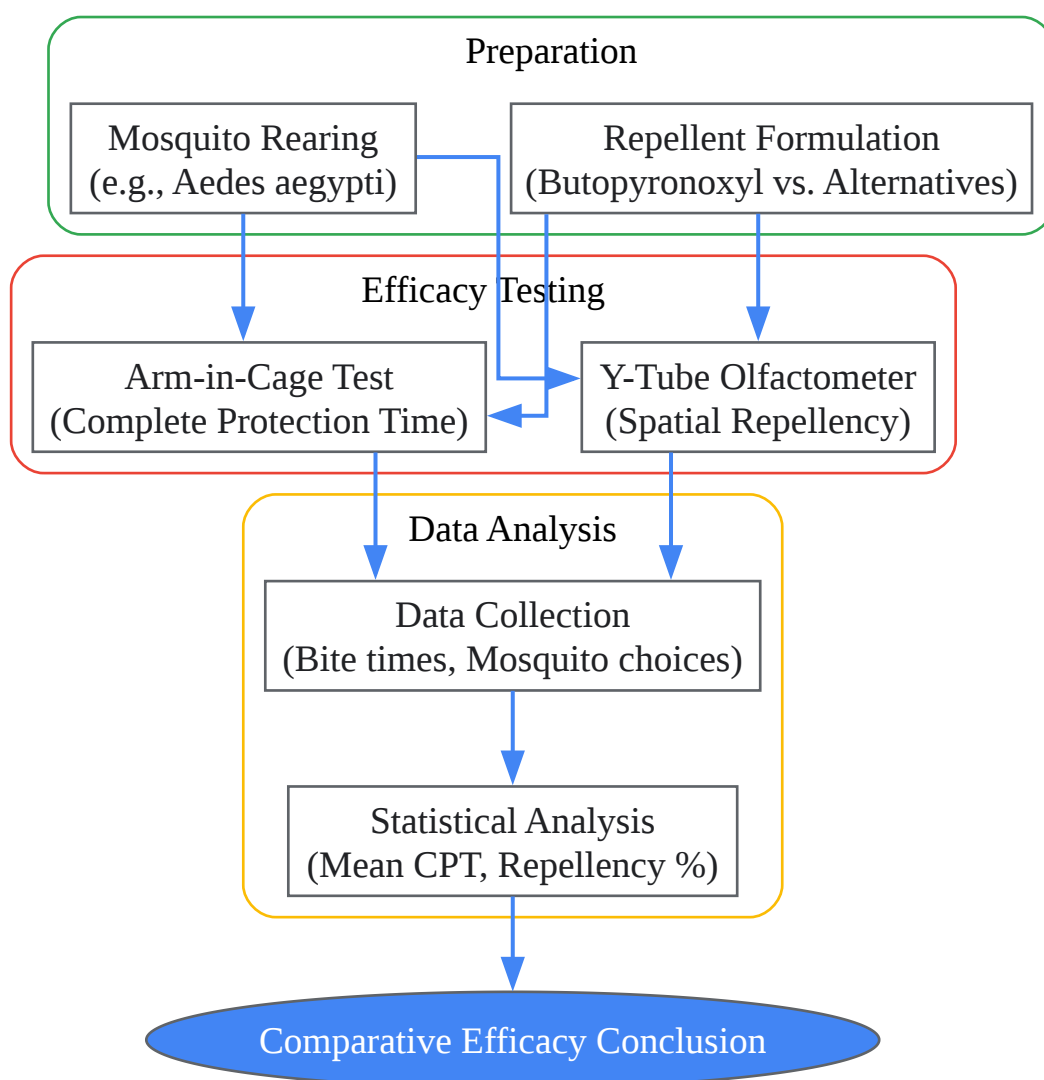 Preparation
Mosquito Rearing
(e.g., Aedes aegypti)
Repellent Formulation
(Butopyronoxyl vs. Alternatives)
Efficacy Testing
Arm-in-Cage Test
(Complete Protection Time)
Y-Tube Olfactometer
(Spatial Repellency)
Data Analysis
Data Collection
(Bite times, Mosquito choices)
Statistical Analysis
(Mean CPT, Repellency %)
Comparative Efficacy Conclusion